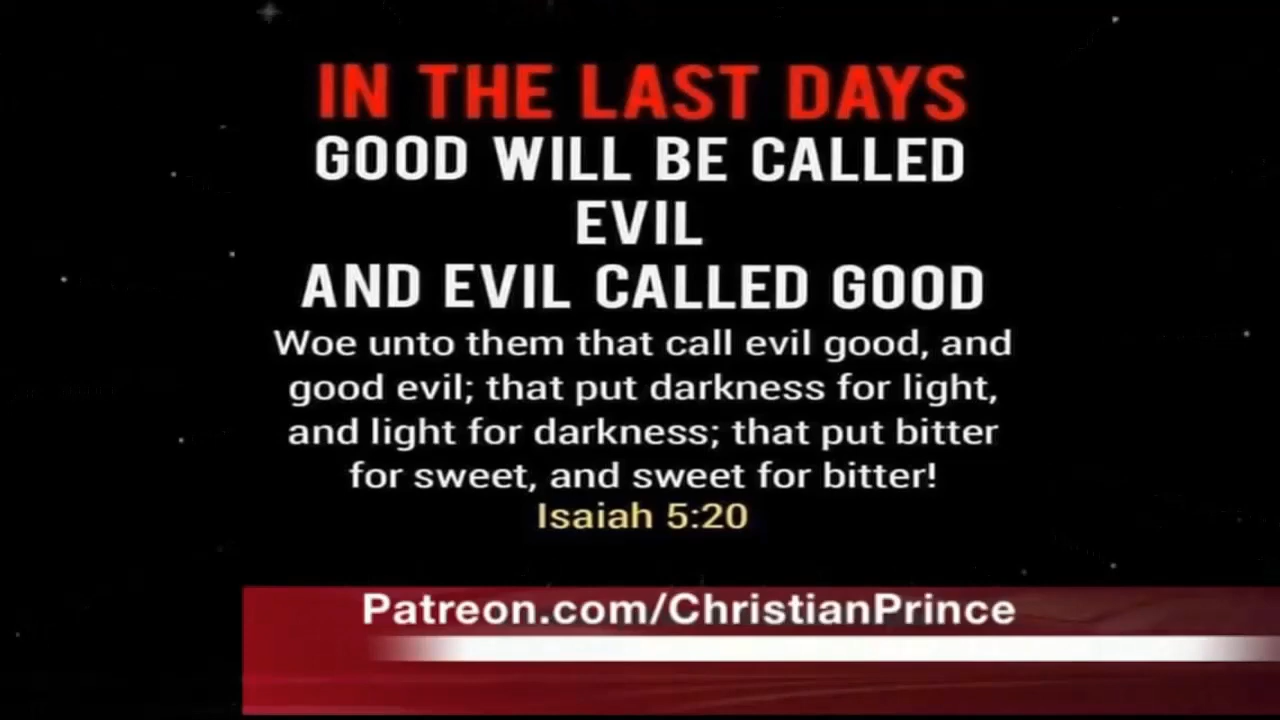 IN THE LAST DAYS
GOOD WILL BE CALLED
EVIL
AND EVIL CALLED GOOD
Woe unto them that call evil good, and
good evil; that put darkness for light,
and light for darkness; that put bitter
for sweet, and sweet for bitter!
Isaiah 5:20
Patreon.com/ChristianPrince